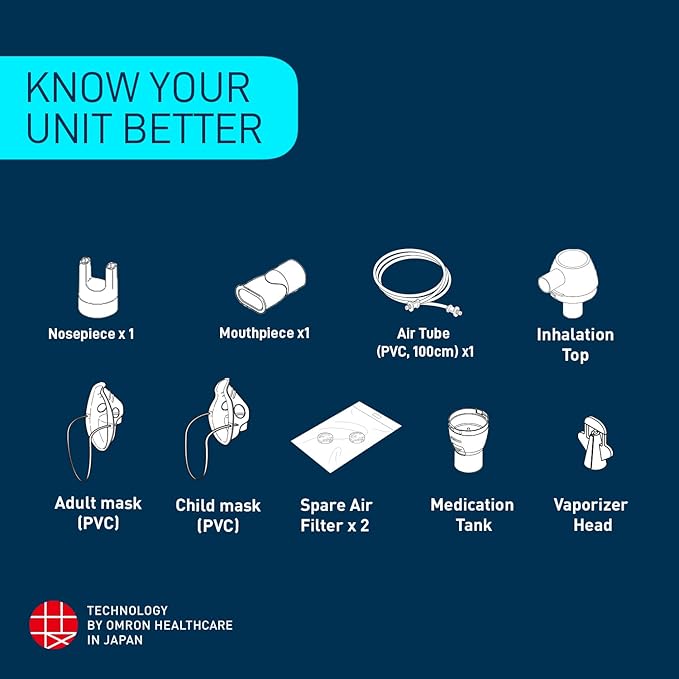 KNOW YOUR
UNIT BETTER
Nosepiece x 1
Mouthpiece x1
Air Tube
(PVC, 100cm) x1
Inhalation
Top
Adult mask
(PVC)
Child mask
(PVC)
Spare Air
Filter x 2
Medication
Tank
Vaporizer
Head
TECHNOLOGY
BY OMRON HEALTHCARE
IN JAPAN